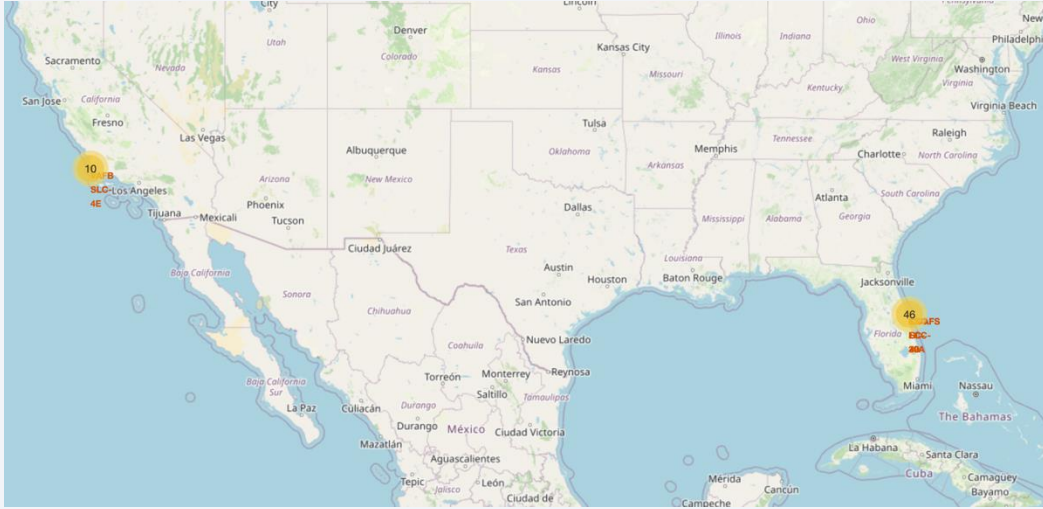 City
Lincoln
Pennsylvania
New
Ohio
Denver
Illinois
Indiana
Utah
Philadelphia
Kansas City
Colorado
Nevada
Sacramento
West Virginia
Kansas
Missouri
Washington
California
San Jose
Kentucky
Virginia
Virginia Beach
Fresno
Tulsa
Las Vegas
Raleigh
Tennessee
Albuquerque
Memphis
Charlotte
North Carolina
Oklahoma
10
Arkansas
Arizona
New Mexico
SLC-
Los Angeles
South Carolina
4E
Atlanta
Phoenix
Dallas
Tijuana
Mexicali
Tucson
Mississippi
Alabama
Georgia
Ciudad Juárez
Texas
Louisiana
Austin
Baja California
Houston
Baton Rouge
Jacksonville
Sonora
San Antonio
Chihuahua
46
Florida
Nuevo Laredo
Coahuila
Reynosa
Torreón
Monterrey
Baja California
Sur
Miami
Nassau
Saltillo
Tamaulipas
La Paz
Culiacán
Durango
The Bahamas
Durango
México
Ciudad Victoria
Mazatlán
La Habana
Santa Clara
Aguascalientes
Cuba
Camaguey
Tepic
León
Mérida
Cancún
Jalisco
Bayamo
Ciudad de
Campeche